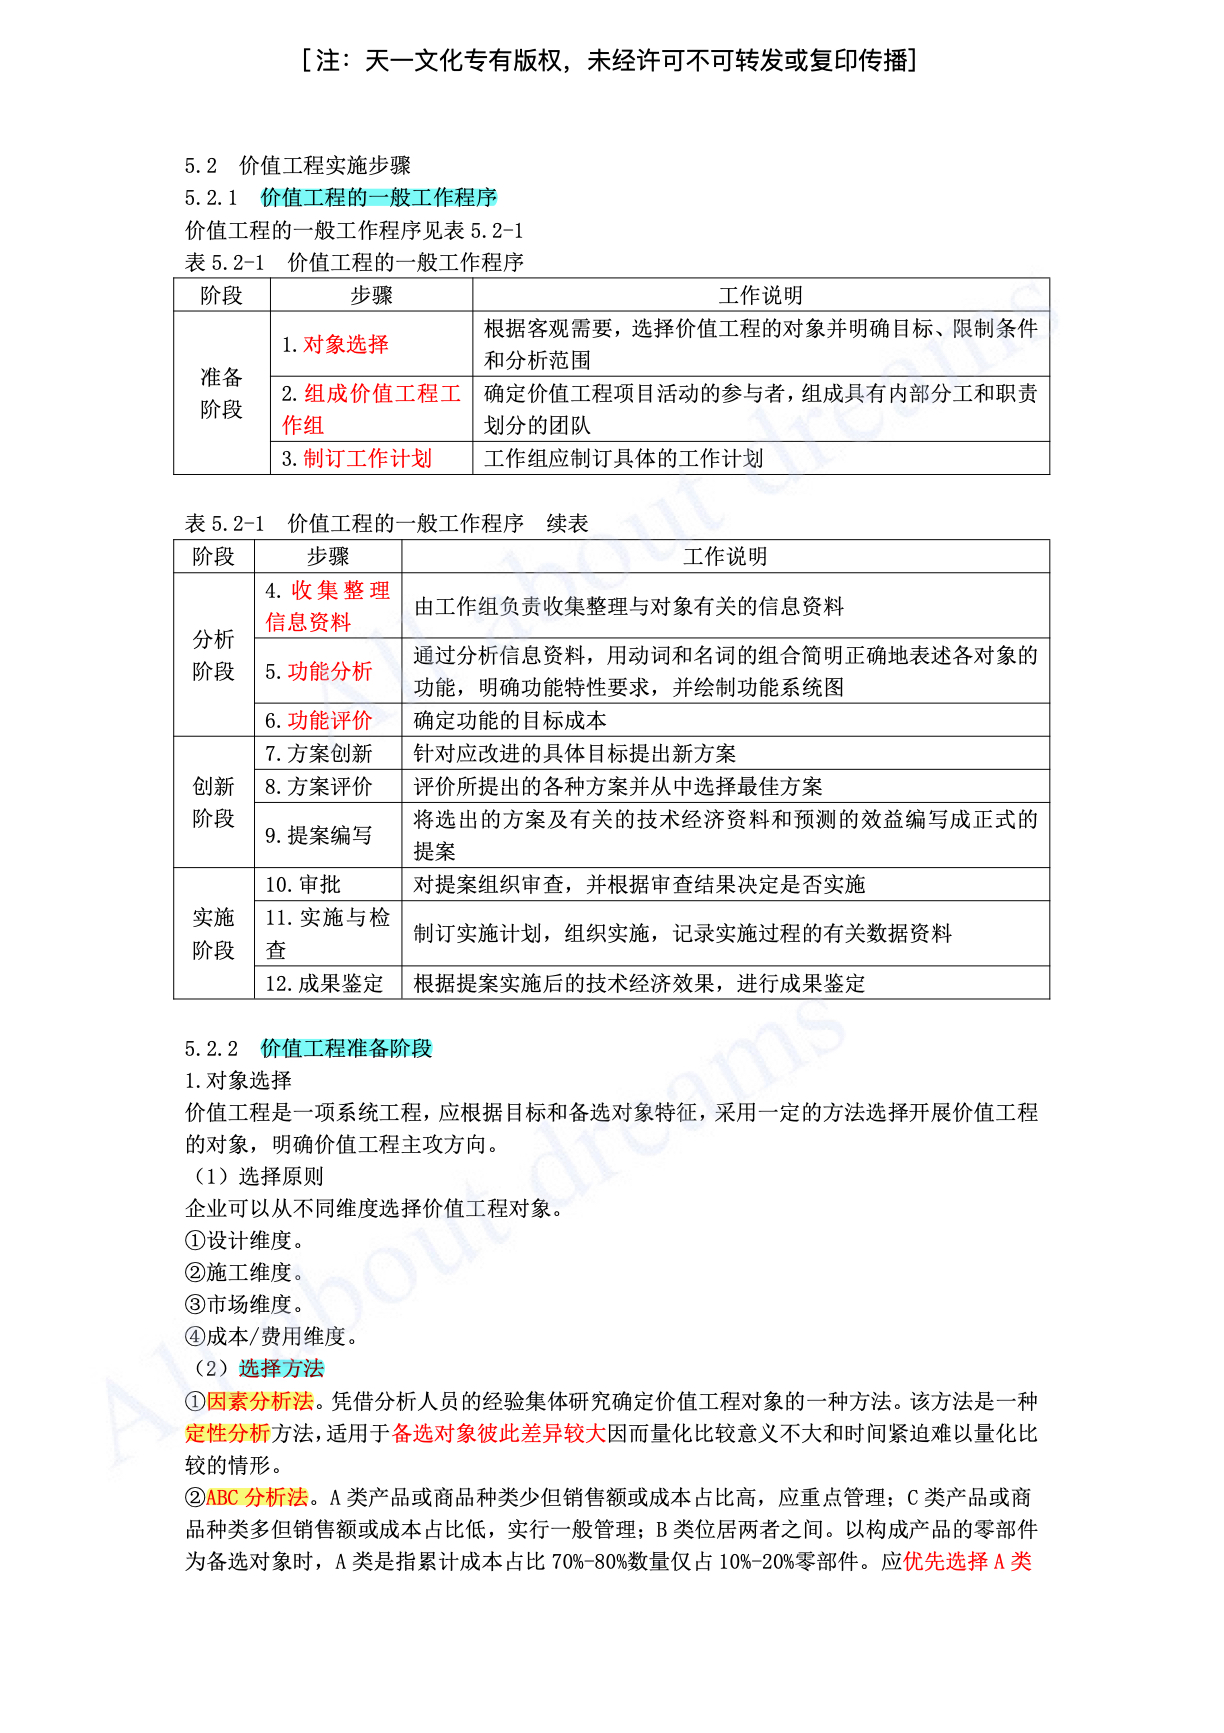 [注：天一文化专有版权，未经许可不可转发或复印传播]
5.2 价值工程实施步骤
5.2.1 价值工程的一般工作程序
价值工程的一般工作程序见表 5.2-1
表 5.2-1 价值工程的一般工作程序
阶段 步骤 工作说明
准备
阶段
1.对象选择
根据客观需要，选择价值工程的对象并明确目标、限制条件
和分析范围
2.组成价值工程工
作组
确定价值工程项目活动的参与者，组成具有内部分工和职责
划分的团队
3.制订工作计划 工作组应制订具体的工作计划
表 5.2-1 价值工程的一般工作程序 续表
阶段 步骤 工作说明
分析
阶段
4.收集整理
信息资料
由工作组负责收集整理与对象有关的信息资料
5.功能分析
通过分析信息资料，用动词和名词的组合简明正确地表述各对象的
功能，明确功能特性要求，并绘制功能系统图
6.功能评价 确定功能的目标成本
创新
阶段
7.方案创新 针对应改进的具体目标提出新方案
8.方案评价 评价所提出的各种方案并从中选择最佳方案
9.提案编写
将选出的方案及有关的技术经济资料和预测的效益编写成正式的
提案
实施
阶段
10.审批 对提案组织审查，并根据审查结果决定是否实施
11.实施与检
查
制订实施计划，组织实施，记录实施过程的有关数据资料
12.成果鉴定 根据提案实施后的技术经济效果，进行成果鉴定
5.2.2 价值工程准备阶段
1.对象选择
价值工程是一项系统工程，应根据目标和备选对象特征，采用一定的方法选择开展价值工程
的对象，明确价值工程主攻方向。
（1）选择原则
企业可以从不同维度选择价值工程对象。
①设计维度。
②施工维度。
③市场维度。
④成本/费用维度。
（2）选择方法
①因素分析法。凭借分析人员的经验集体研究确定价值工程对象的一种方法。该方法是一种
定性分析方法，适用于备选对象彼此差异较大因而量化比较意义不大和时间紧迫难以量化比
较的情形。
②ABC 分析法。A 类产品或商品种类少但销售额或成本占比高，应重点管理；C 类产品或商
品种类多但销售额或成本占比低，实行一般管理；B 类位居两者之间。以构成产品的零部件
为备选对象时，A 类是指累计成本占比 70%-80%数量仅占 10%-20%零部件。应优先选择 A 类
All about dreams
All about dreams